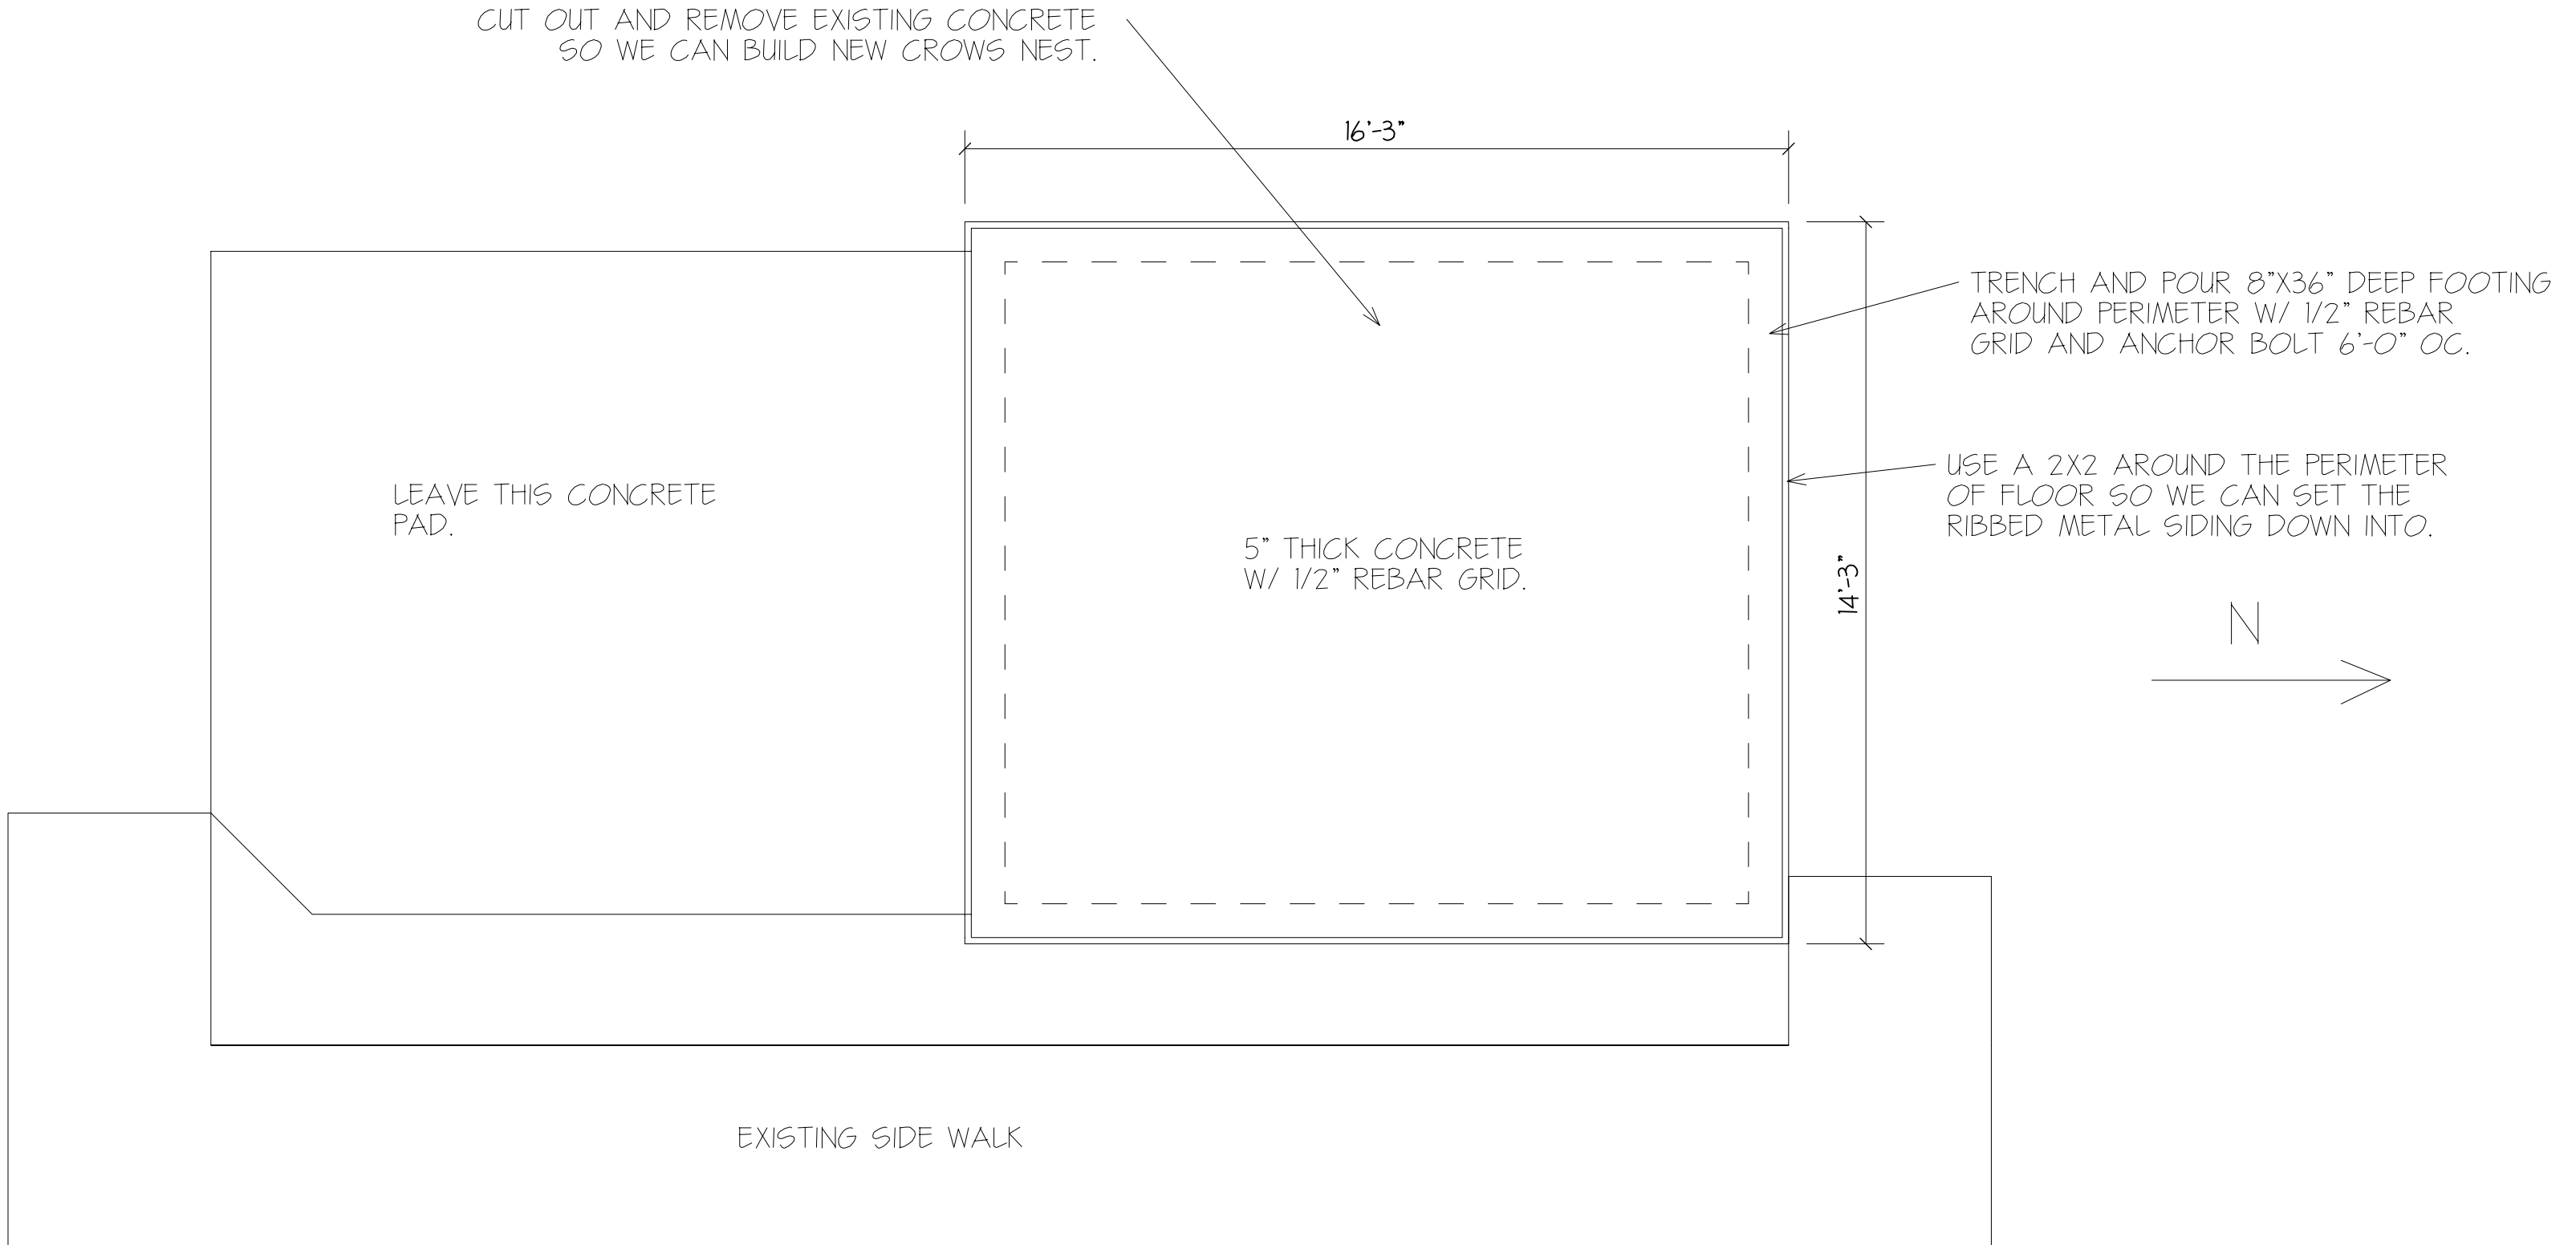 CUT OUT AND REMOVE EXISTING CONCRETE
SO WE CAN BUILD NEW CROWS NEST.
16'-3"
TRENCH AND POUR 8"X36" DEEP FOOTING
AROUND PERIMETER W/ 1/2" REBAR
GRID AND ANCHOR BOLT 6'-0" OC.
USE A 2X2 AROUND THE PERIMETER
OF FLOOR SO WE CAN SET THE
RIBBED METAL SIDING DOWN INTO.
LEAVE THIS CONCRETE
PAD.
5" THICK CONCRETE
W/ 1/2" REBAR GRID.
14'-3"
N
EXISTING SIDE WALK